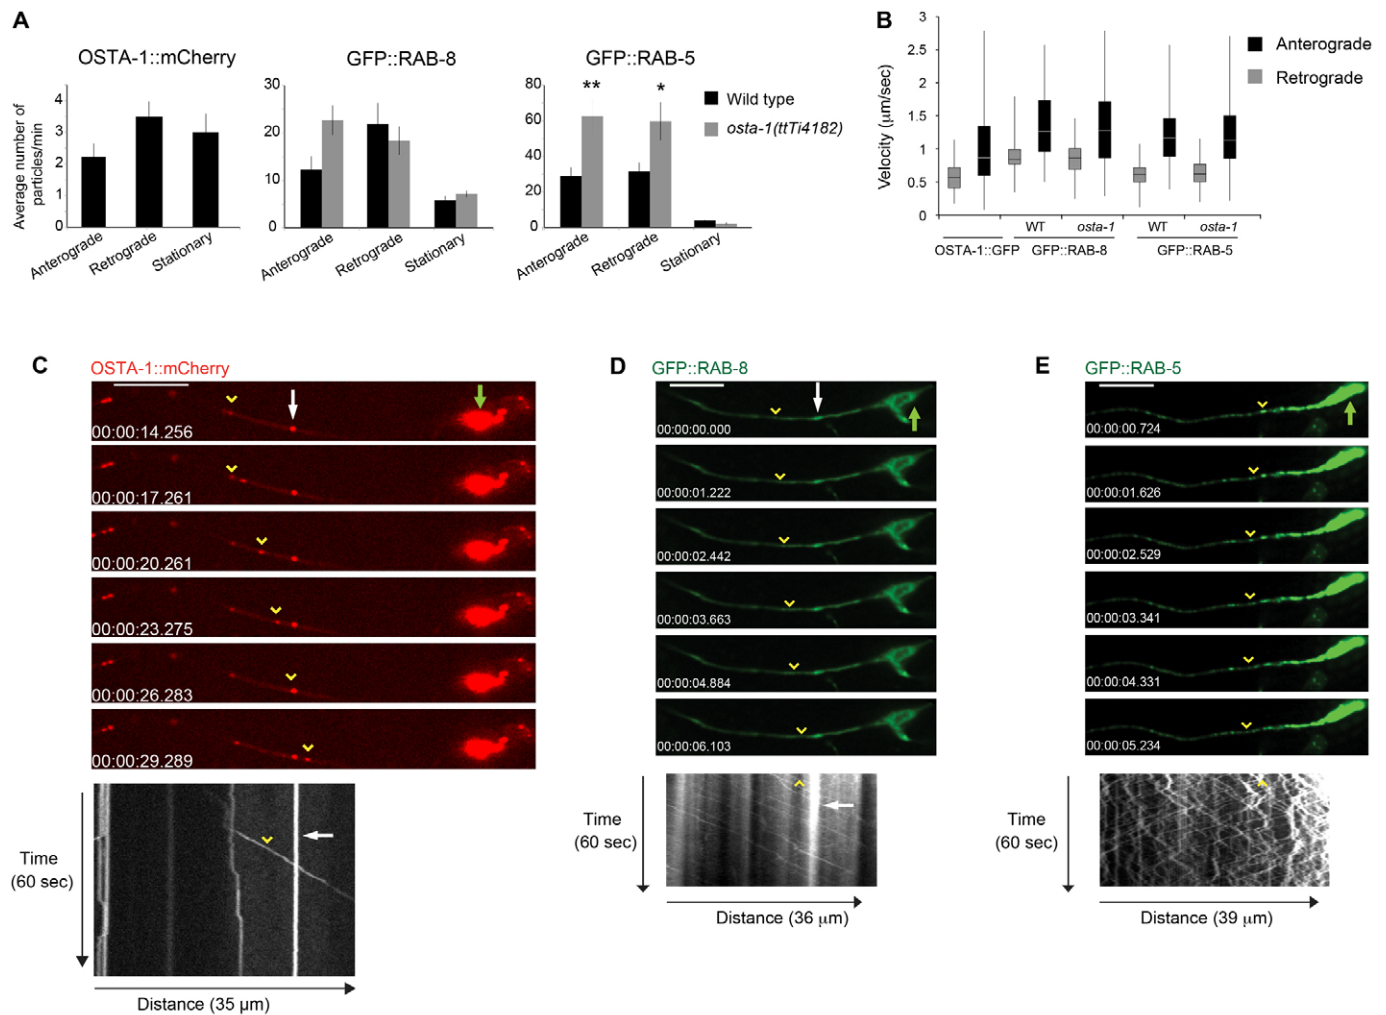 A
OSTA-1::mCherry
GFP::RAB-8
GFP::RAB-5
Average number of
particles/min
4
3
2
1
0
Anterograde
Retrograde
Stationary
30
20
10
0
Anterograde
Retrograde
Stationary
80
60
40
20
0
**
*
Anterograde
Retrograde
Stationary
Wild type
osta-1(ttTi4182)
B
Velocity (μm/sec)
3
2.5
2
1.5
1
0.5
0
Anterograde
Retrograde
WT osta-1 WT osta-1
OSTA-1::GFP GFP::RAB-8 GFP::RAB-5
C
OSTA-1::mCherry
00:00:14.256
00:00:17.261
00:00:20.261
00:00:23.275
00:00:26.283
00:00:29.289
Time
(60 sec)
Distance (35 μm)
D
GFP::RAB-8
00:00:00.000
00:00:01.222
00:00:02.442
00:00:03.663
00:00:04.884
00:00:06.103
Time
(60 sec)
Distance (36 μm)
E
GFP::RAB-5
00:00:00.724
00:00:01.626
00:00:02.529
00:00:03.341
00:00:04.331
00:00:05.234
Time
(60 sec)
Distance (39 μm)